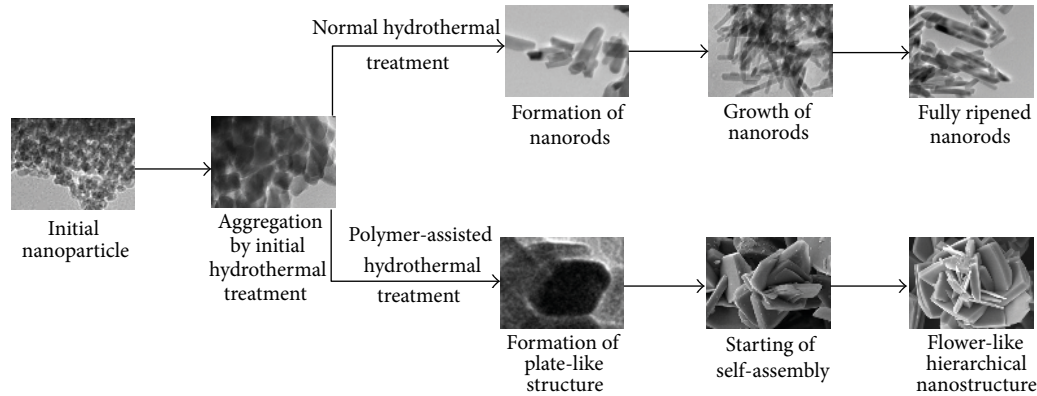 Normal hydrothermal
treatment
Formation of
nanorods
Growth of
nanorods
Fully ripened
nanorods
Initial
nanoparticle
Aggregation
by initial
hydrothermal
treatment
Polymer-assisted
hydrothermal
treatment
Formation of
plate-like
structure
Starting of
self-assembly
Flower-like
hierarchical
nanostructure